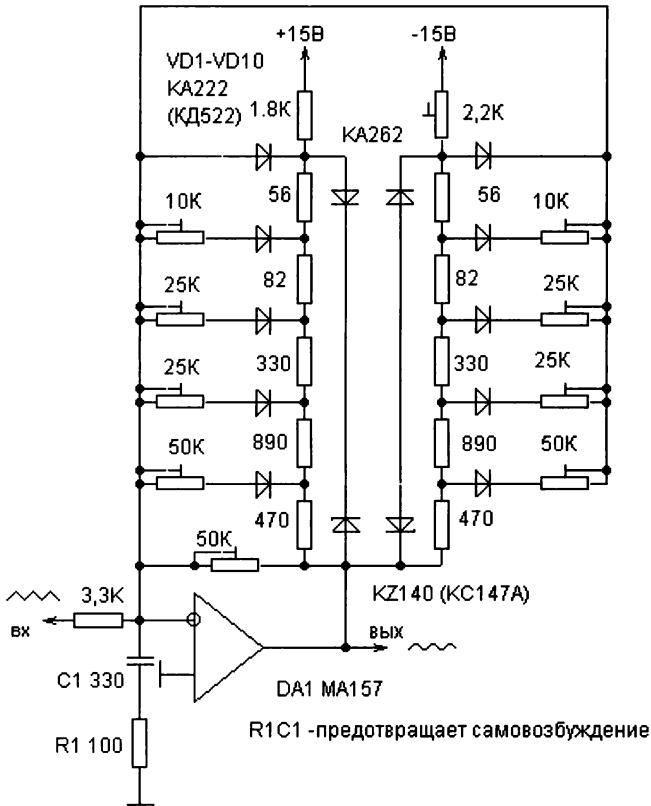 +15В
-15В
VD1-VD10
КА222
(КД522)
1.8К
2,2К
КА262
56
56
10К
10К
82
82
25К
25К
330
330
25К
25К
890
890
50К
50К
470
470
50К
KZ140 (КС147А)
3,3К
вх
вых
C1 330
DA1 MA157
R1C1 -предотвращает самовозбуждение
R1 100